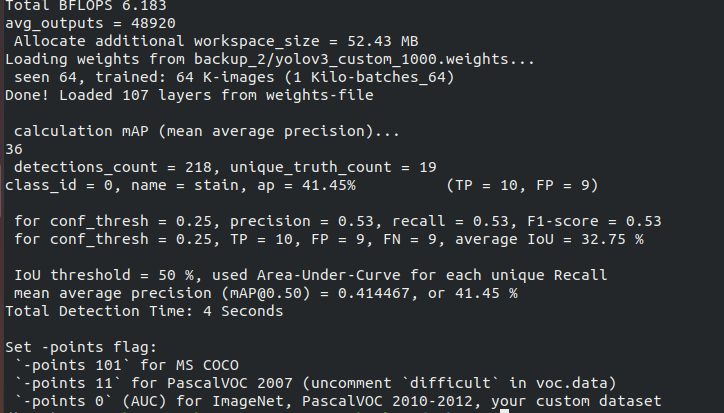 Total BFLOPS 6.183
avg_outputs = 48920
Allocate additional workspace_size = 52.43 MB
Loading weights from backup_2/yolov3_custom_1000.weights...
seen 64, trained: 64 K-images (1 Kilo-batches_64)
Done! Loaded 107 layers from weights-file
calculation mAP (mean average precision)...
36
detections_count = 218, unique_truth_count = 19
class_id = 0, name = stain, ap = 41.45% (TP = 10, FP = 9)
for conf_thresh = 0.25, precision = 0.53, recall = 0.53, F1-score = 0.53
for conf_thresh = 0.25, TP = 10, FP = 9, FN = 9, average IoU = 32.75 %
IoU threshold = 50 %, used Area-Under-Curve for each unique Recall
mean average precision (mAP@0.50) = 0.414467, or 41.45 %
Total Detection Time: 4 Seconds
Set -points flag:
`-points 101` for MS COCO
`-points 11` for PascalVOC 2007 (uncomment `difficult` in voc.data)
`-points 0` (AUC) for ImageNet, PascalVOC 2010-2012, your custom dataset